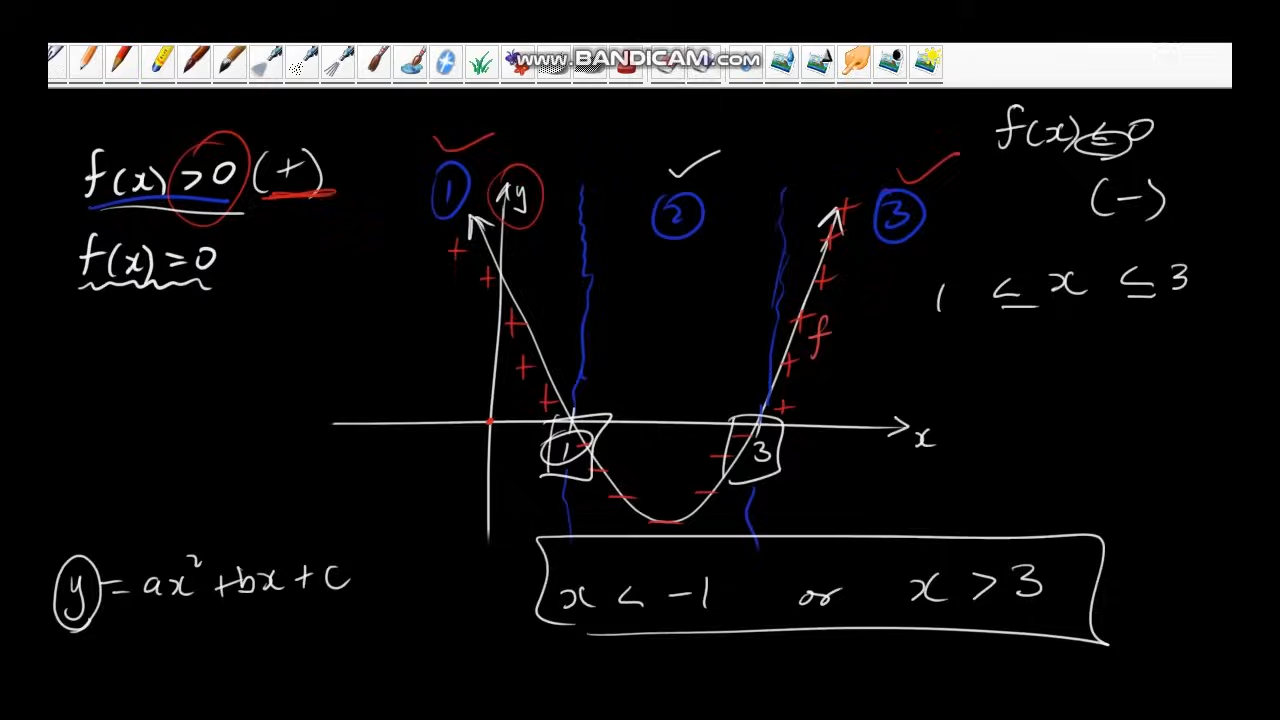 www.BANDICAM.com
f(x) > 0 (+)
f(x) = 0
1
y
2
3
f(x) ≤ 0
(-)
1 ≤ x ≤ 3
+ + + + +
+ + + + + +
f
x
1
3
- - - - - - -
y = ax² + bx + c
x < -1 or x > 3